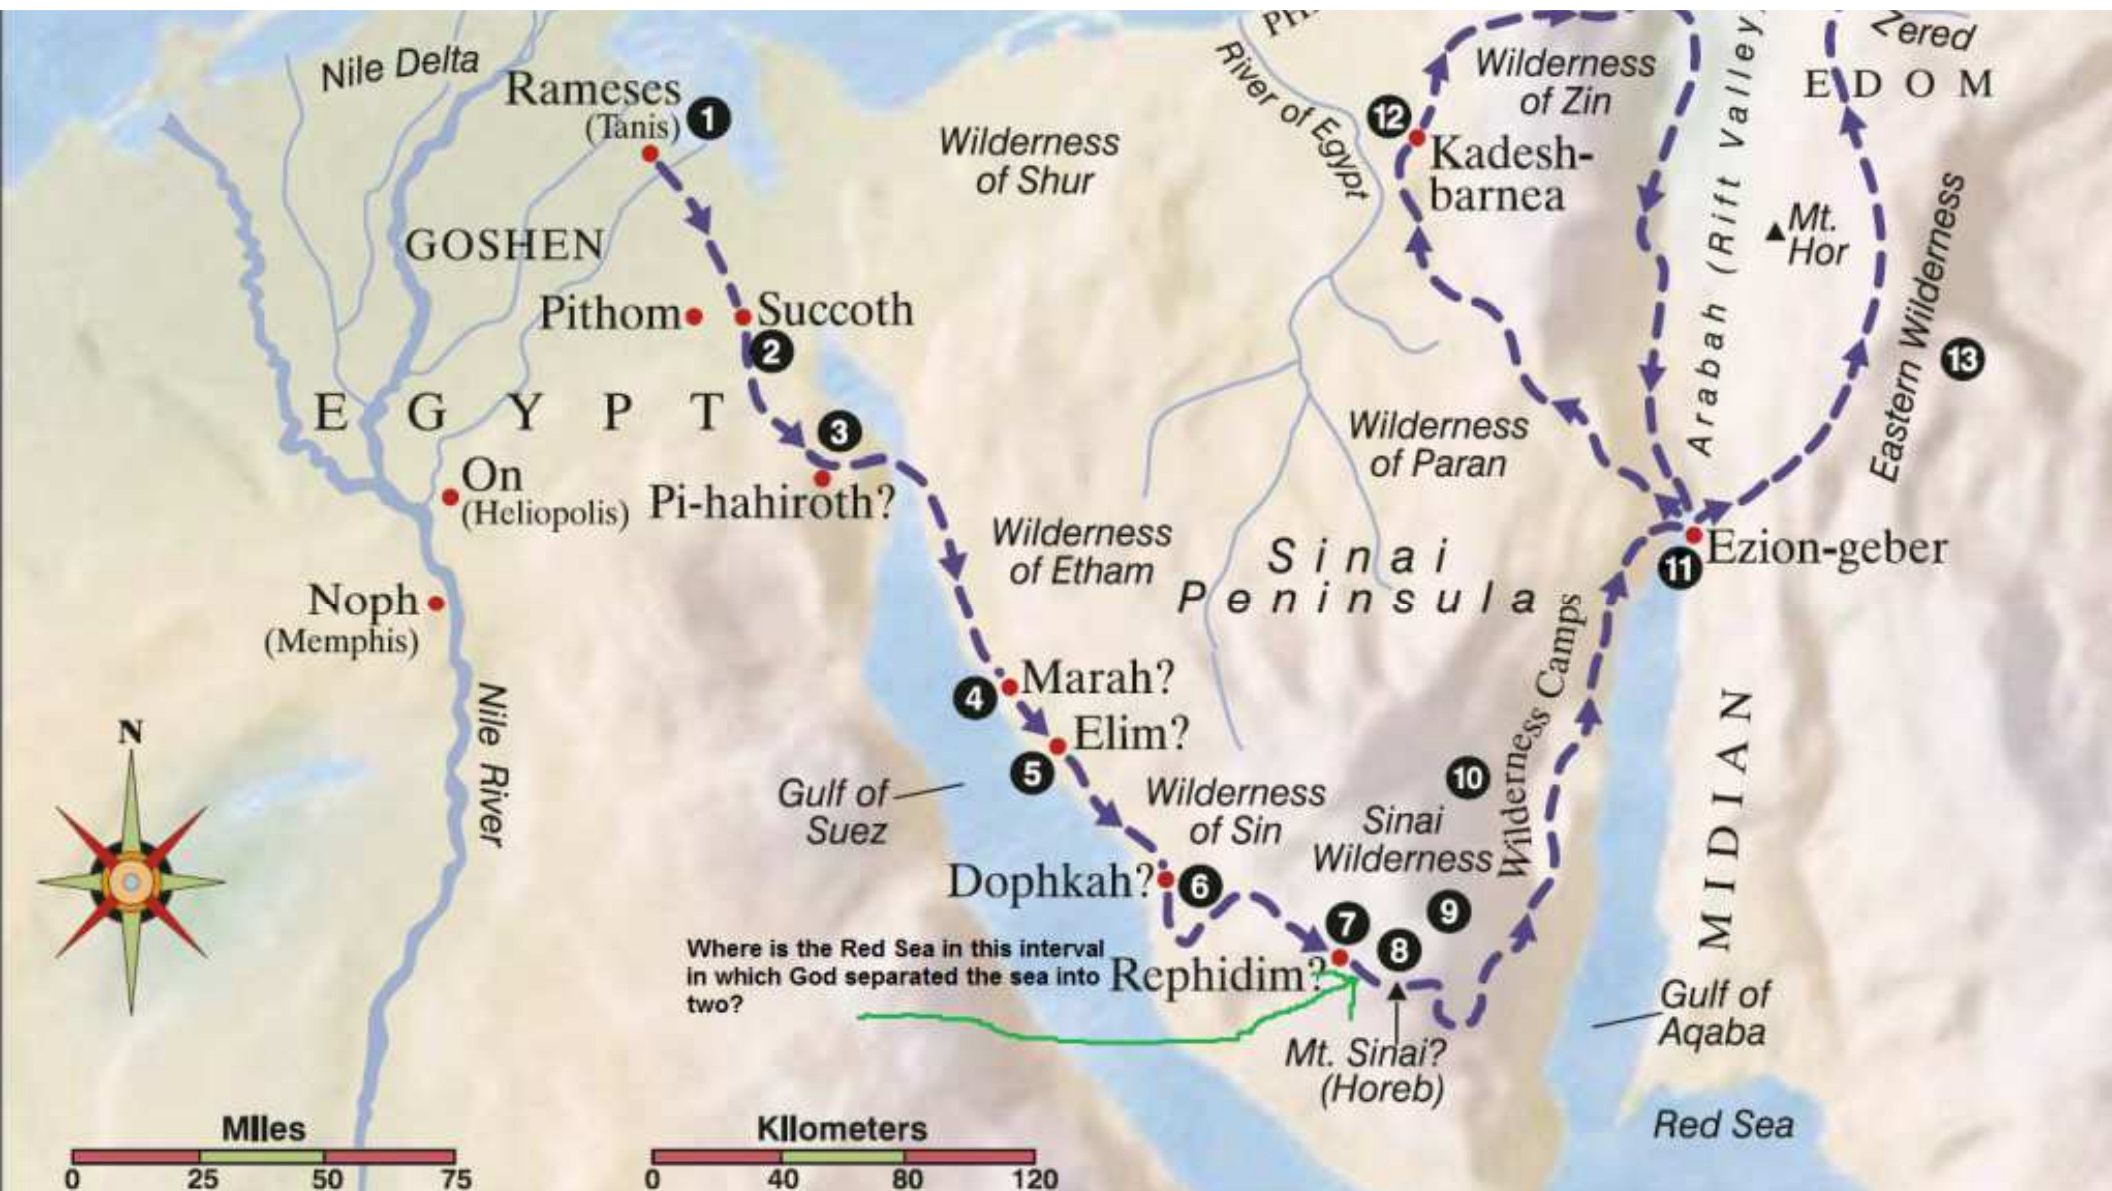 Nile Delta
Rameses
(Tanis)
1
GOSHEN
Pithom
Succoth
2
EGYPT
3
On
(Heliopolis)
Pi-hahiroth?
Noph
(Memphis)
Nile River
N
Wilderness
of Shur
River of Egypt
12
Kadesh-
barnea
Wilderness
of Zin
Arabah (Rift Valley)
Zered
EDOM
Mt.
Hor
Eastern Wilderness
13
Wilderness
of Paran
Wilderness
of Etham
Sinai
Peninsula
11
Ezion-geber
4
Marah?
Elim?
5
Gulf of
Suez
Wilderness
of Sin
10
Sinai
Wilderness
Wilderness Camps
MIDIAN
Dophkah?
6
7
8
9
Where is the Red Sea in this interval
in which God separated the sea into
two?
Rephidim?
Mt. Sinai?
(Horeb)
Gulf of
Aqaba
Red Sea
Miles
0 25 50 75
Kilometers
0 40 80 120